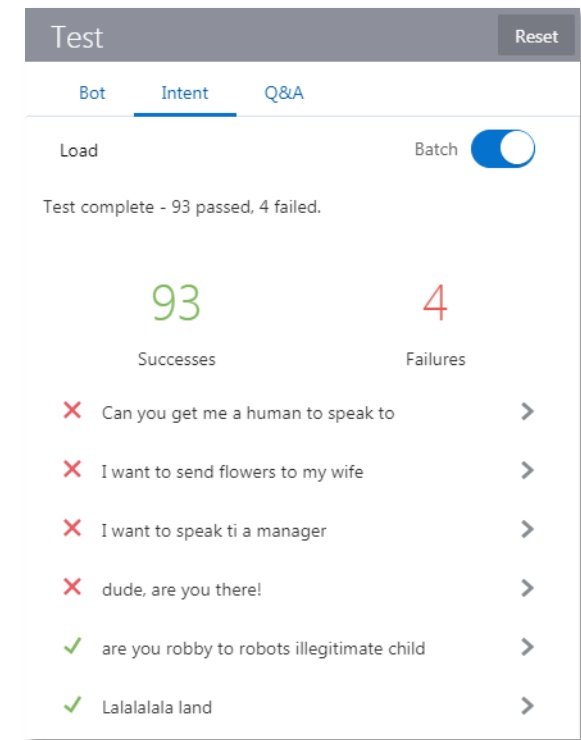 Test Reset
Bot Intent Q&A
Load Batch
Test complete - 93 passed, 4 failed.
93 4
Successes Failures
Can you get me a human to speak to
I want to send flowers to my wife
I want to speak ti a manager
dude, are you there!
are you robby to robots illegitimate child
Lalalalala land